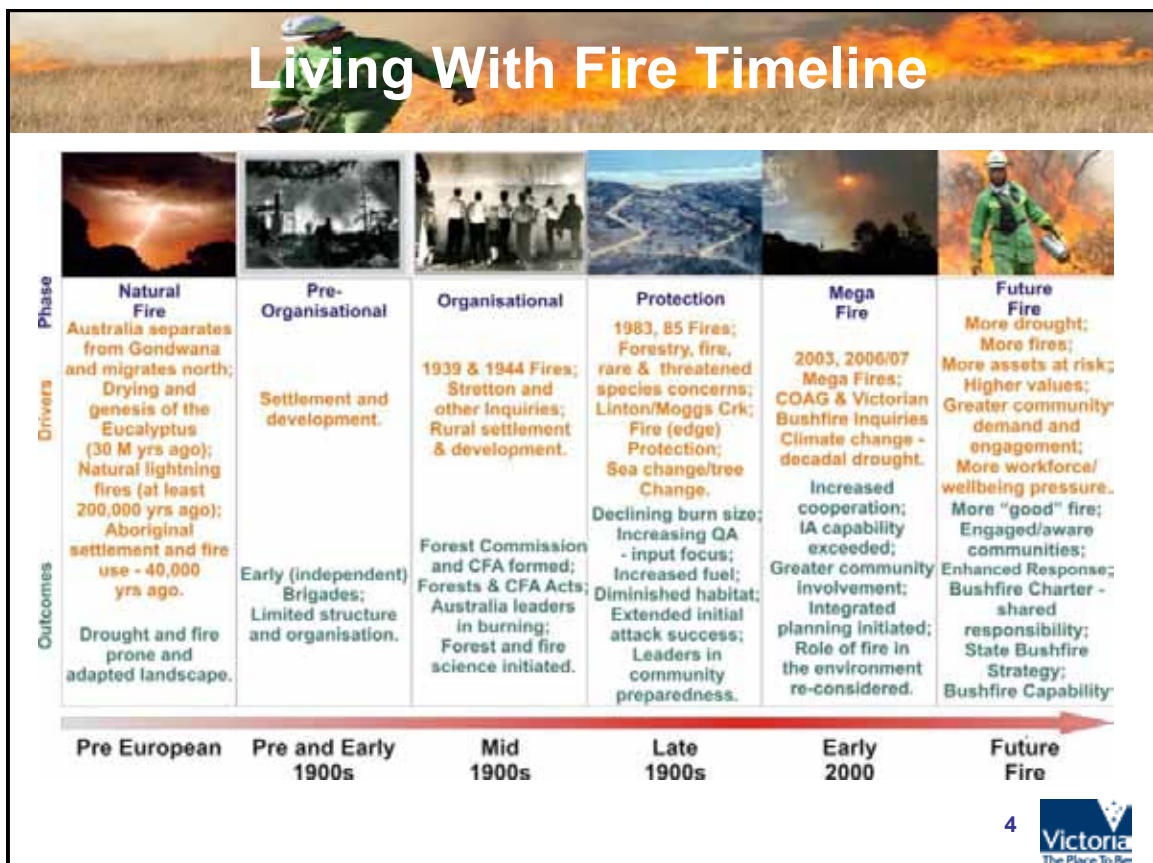 Living With Fire Timeline
Phase
Natural
Fire
Pre-
Organisational
Organisational
Protection
Mega
Fire
Future
Fire
Drivers
Australia separates
from Gondwana
and migrates north;
Drying and
genesis of the
Eucalyptus
(30 M yrs ago);
Natural lightning
fires (at least
200,000 yrs ago);
Aboriginal
settlement and fire
use - 40,000
yrs ago.
Settlement and
development.
1939 & 1944 Fires;
Stretton and
other Inquiries;
Rural settlement
& development.
1983, 85 Fires;
Forestry, fire,
rare & threatened
species concerns;
Linton/Moggs Crk;
Fire (edge)
Protection;
Sea change/tree
Change.
2003, 2006/07
Mega Fires;
COAG & Victorian
Bushfire Inquiries
Climate change -
decadal drought.
More drought;
More fires;
More assets at risk;
Higher values;
Greater community
demand and
engagement;
More workforce/
wellbeing pressure.
Outcomes
Drought and fire
prone and
adapted landscape.
Early (independent)
Brigades;
Limited structure
and organisation.
Forest Commission
and CFA formed;
Forests & CFA Acts;
Australia leaders
in burning;
Forest and fire
science initiated.
Declining burn size;
Increasing QA
- input focus;
Increased fuel;
Diminished habitat;
Extended initial
attack success;
Leaders in
community
preparedness.
Increased
cooperation;
IA capability
exceeded;
Greater community
involvement;
Integrated
planning initiated;
Role of fire in
the environment
re-considered.
More “good” fire;
Engaged/aware
communities;
Enhanced Response;
Bushfire Charter -
shared
responsibility;
State Bushfire
Strategy;
Bushfire Capability
Pre European
Pre and Early
1900s
Mid
1900s
Late
1900s
Early
2000
Future
Fire
4
Victoria
The Place To Be